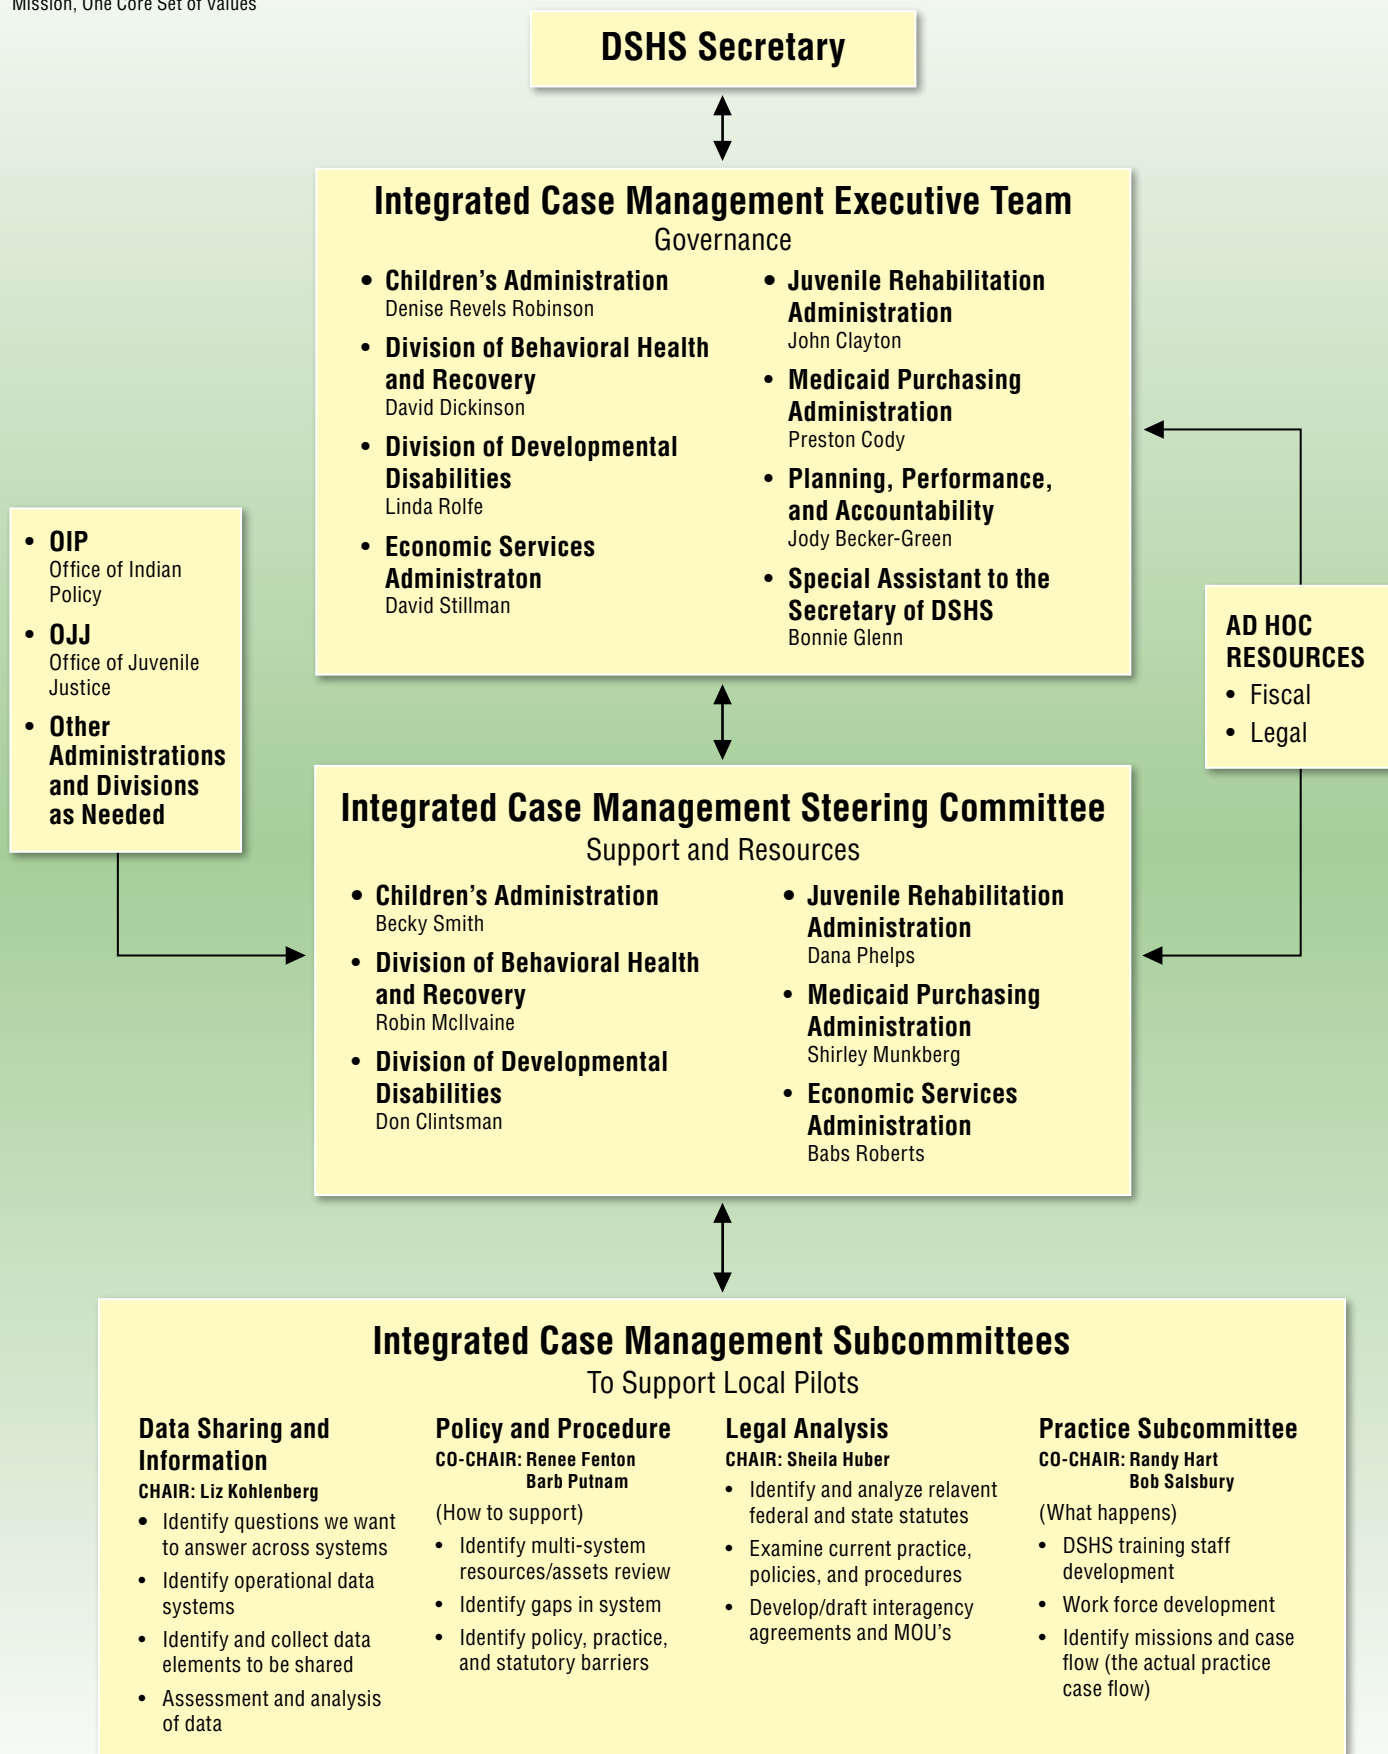 Mission, One Core Set of Values
DSHS Secretary
Integrated Case Management Executive Team
Governance
• Children's Administration
Denise Revels Robinson
• Division of Behavioral Health
and Recovery
David Dickinson
• Division of Developmental
Disabilities
Linda Rolfe
• Economic Services
Administraton
David Stillman
• Juvenile Rehabilitation
Administration
John Clayton
• Medicaid Purchasing
Administration
Preston Cody
• Planning, Performance,
and Accountability
Jody Becker-Green
• Special Assistant to the
Secretary of DSHS
Bonnie Glenn
• OIP
Office of Indian
Policy
• OJJ
Office of Juvenile
Justice
• Other
Administrations
and Divisions
as Needed
AD HOC
RESOURCES
• Fiscal
• Legal
Integrated Case Management Steering Committee
Support and Resources
• Children's Administration
Becky Smith
• Division of Behavioral Health
and Recovery
Robin McIlvaine
• Division of Developmental
Disabilities
Don Clintsman
• Juvenile Rehabilitation
Administration
Dana Phelps
• Medicaid Purchasing
Administration
Shirley Munkberg
• Economic Services
Administration
Babs Roberts
Integrated Case Management Subcommittees
To Support Local Pilots
Data Sharing and
Information
CHAIR: Liz Kohlenberg
• Identify questions we want
to answer across systems
• Identify operational data
systems
• Identify and collect data
elements to be shared
• Assessment and analysis
of data
Policy and Procedure
CO-CHAIR: Renee Fenton
Barb Putnam
(How to support)
• Identify multi-system
resources/assets review
• Identify gaps in system
• Identify policy, practice,
and statutory barriers
Legal Analysis
CHAIR: Sheila Huber
• Identify and analyze relavent
federal and state statutes
• Examine current practice,
policies, and procedures
• Develop/draft interagency
agreements and MOU's
Practice Subcommittee
CO-CHAIR: Randy Hart
Bob Salsbury
(What happens)
• DSHS training staff
development
• Work force development
• Identify missions and case
flow (the actual practice
case flow)